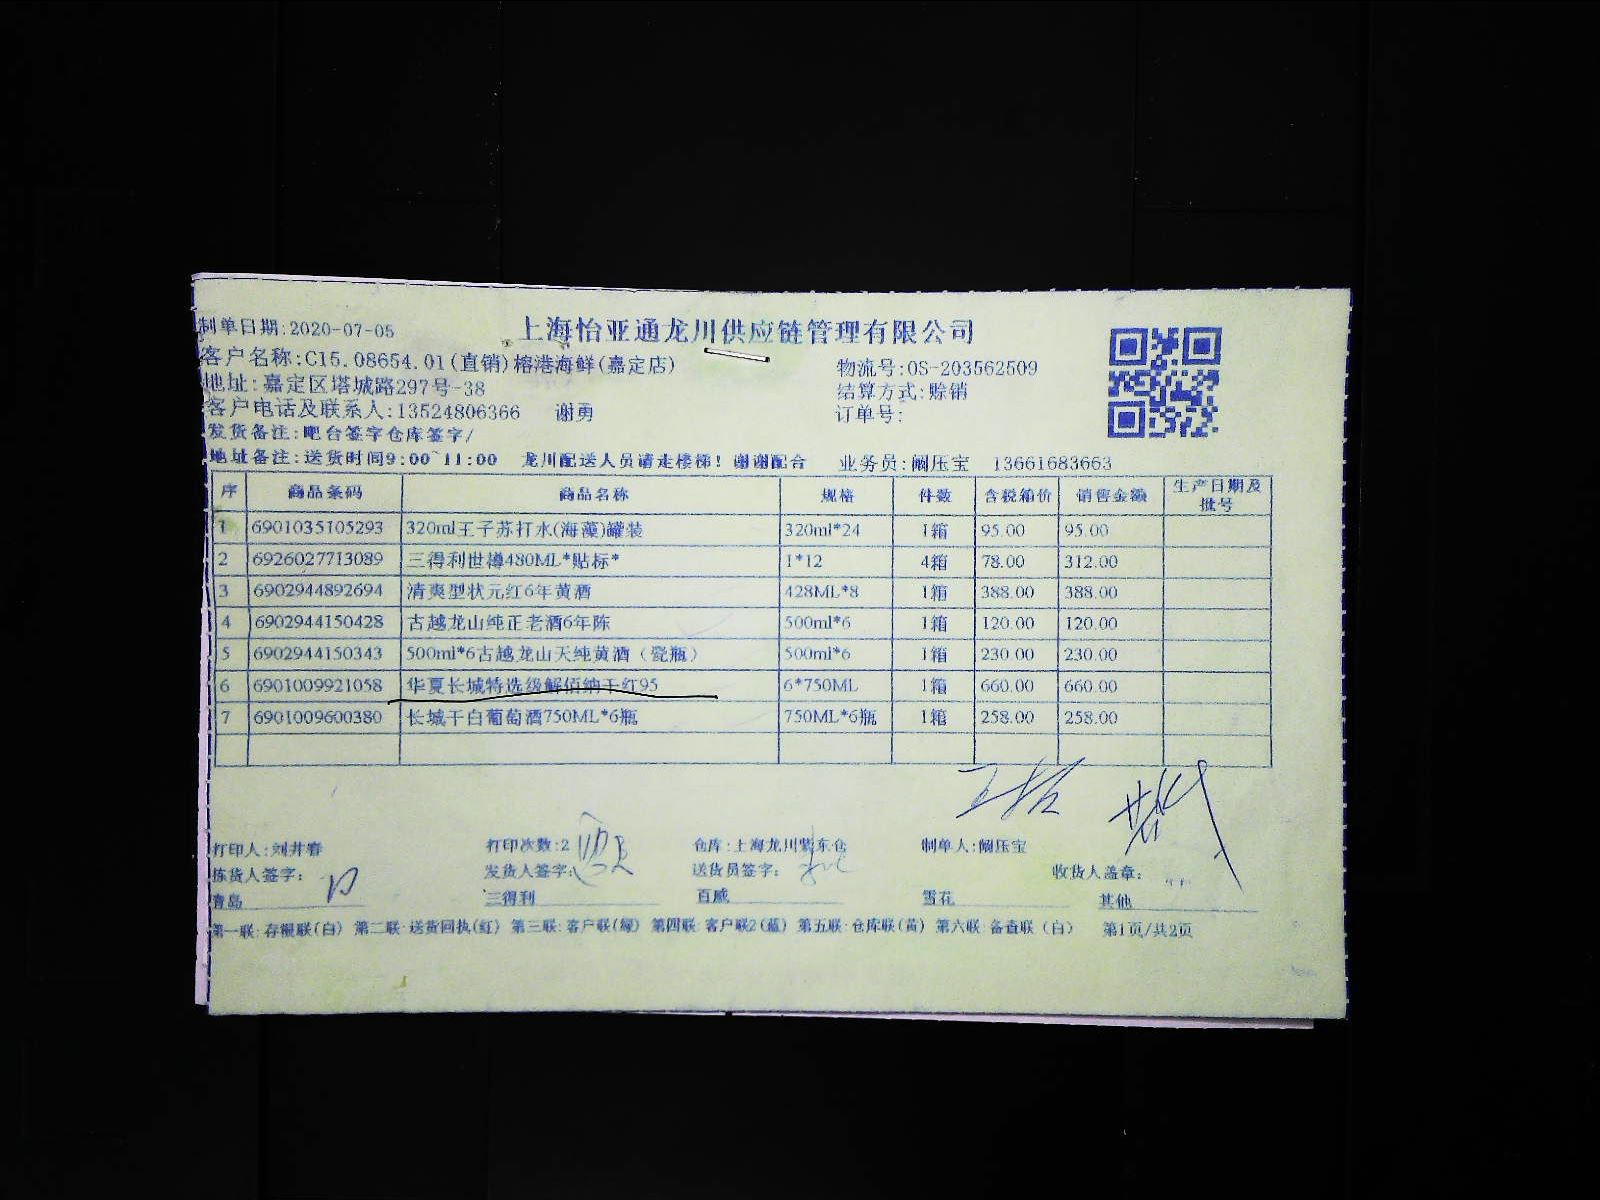 上海怡亚通龙川供应链管理有限公司
制单日期:2020-07-05
客户名称:C15.08654.01(直销)榕港海鲜(嘉定店) 物流号:OS-203562509
地址:嘉定区塔城路297号-38 结算方式:赊销
客户电话及联系人:13524806366 谢勇 订单号:
发货备注:吧台签字仓库签字/
地址备注:送货时间9:00~11:00 龙川配送人员请走楼梯! 谢谢配合 业务员:阚压宝 13661683663
序 商品条码 商品名称 规格 件数 含税箱价 销售金额 生产日期及批号
1 6901035105293 320ml王子苏打水(海藻)罐装 320ml*24 1箱 95.00 95.00
2 6926027713089 三得利世樽480ML*贴标* 1*12 4箱 78.00 312.00
3 6902944892694 清爽型状元红6年黄酒 428ML*8 1箱 388.00 388.00
4 6902944150428 古越龙山纯正老酒6年陈 500ml*6 1箱 120.00 120.00
5 6902944150343 500ml*6古越龙山天纯黄酒（瓷瓶） 500ml*6 1箱 230.00 230.00
6 6901009921058 华夏长城特选级解佰纳干红95 6*750ML 1箱 660.00 660.00
7 6901009600380 长城干白葡萄酒750ML*6瓶 750ML*6瓶 1箱 258.00 258.00
打印人:刘井春 打印次数:2 仓库:上海龙川紫东仓 制单人:阚压宝
拣货人签字: 发货人签字: 送货员签字: 收货人盖章:
青岛 三得利 百威 雪花 其他
第一联:存根联(白) 第二联:送货回执(红) 第三联:客户联(绿) 第四联:客户联2(蓝) 第五联:仓库联(黄) 第六联:备查联（白） 第1页/共2页